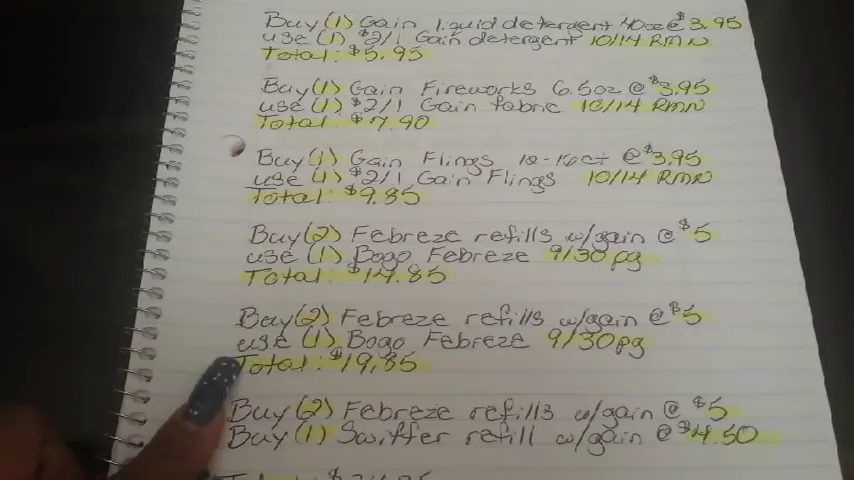 Buy (1) Gain liquid detergent 40oz @ $3.95
use (1) $2/1 Gain detergent 10/14 RMN
Total: $5.95
Buy (1) Gain Fireworks 6.5oz @ $3.95
use (1) $2/1 Gain fabric 10/14 RMN
Total: $7.90
Buy (1) Gain Flings 12-16ct @ $3.95
use (1) $2/1 Gain Flings 10/14 RMN
Total: $9.85
Buy (2) Febreze refills w/gain @ $5
use (1) Bogo Febreze 9/30 pg
Total: $14.85
Buy (2) Febreze refills w/gain @ $5
use (1) Bogo Febreze 9/30pg
Total: $19.85
Buy (2) Febreze refills w/gain @ $5
Buy (1) Swiffer refill w/gain @ $4.50